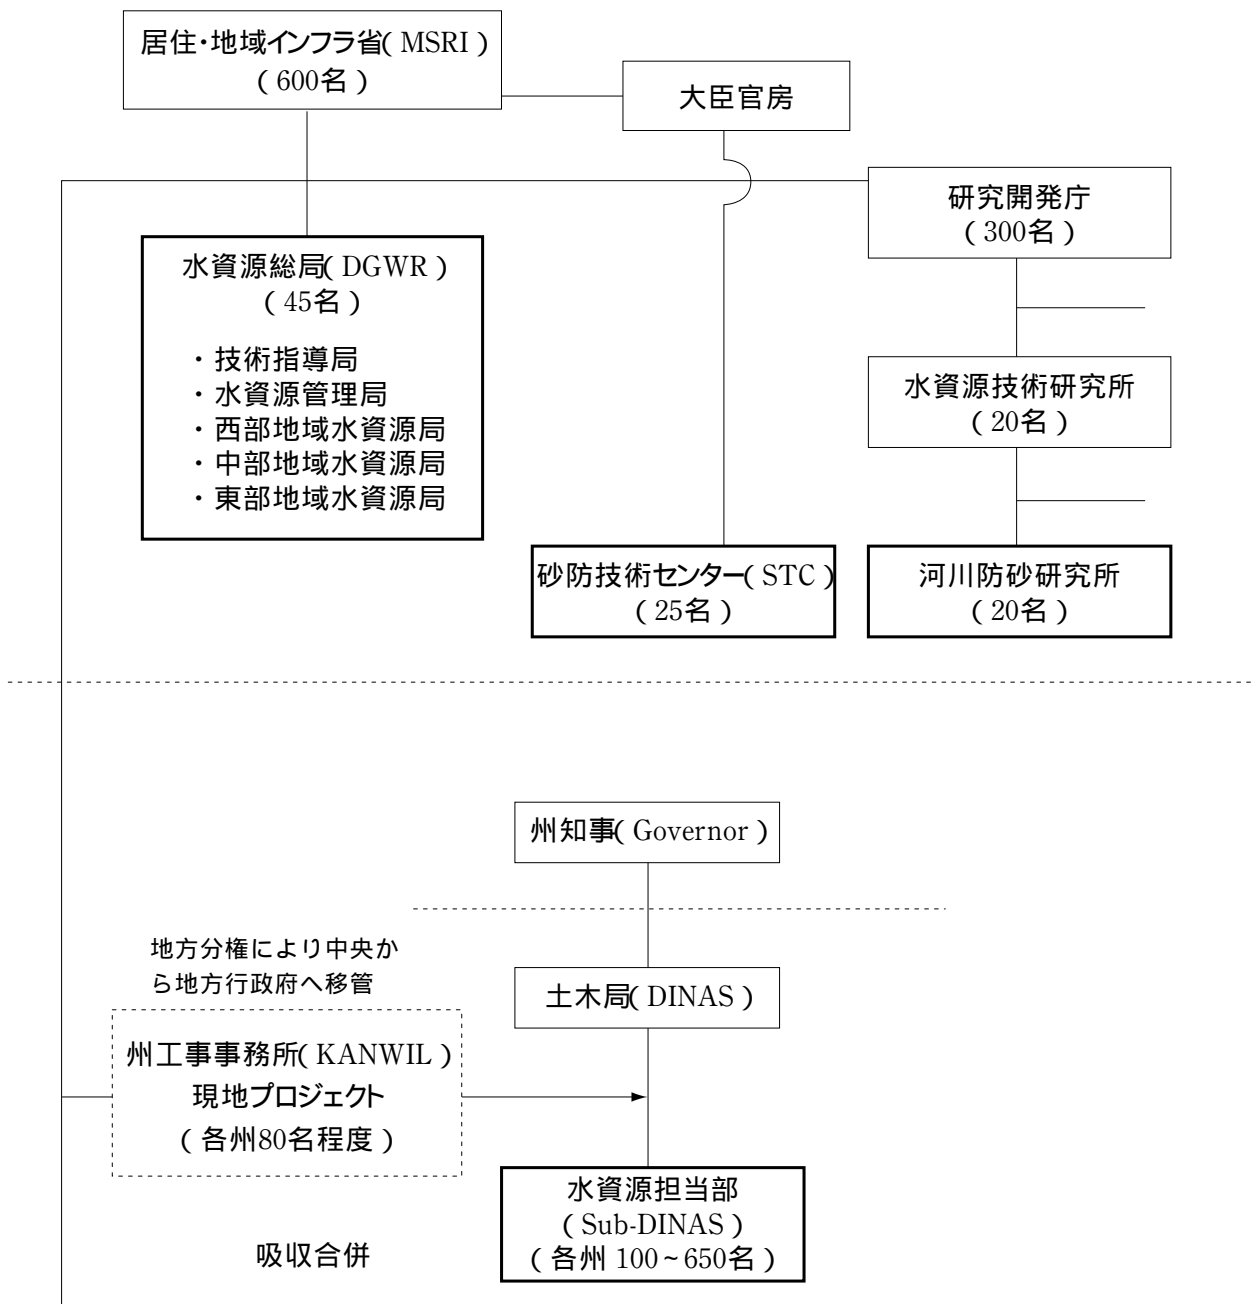 居住・地域インフラ省(MSRI)
(600名)
大臣官房
研究開発庁
(300名)
水資源総局(DGWR)
(45名)
・技術指導局
・水資源管理局
・西部地域水資源局
・中部地域水資源局
・東部地域水資源局
水資源技術研究所
(20名)
砂防技術センター(STC)
(25名)
河川防砂研究所
(20名)
州知事(Governor)
地方分権により中央か
ら地方行政府へ移管
土木局(DINAS)
州工事事務所(KANWIL)
現地プロジェクト
(各州80名程度)
水資源担当部
(Sub-DINAS)
(各州 100~650名)
吸収合併